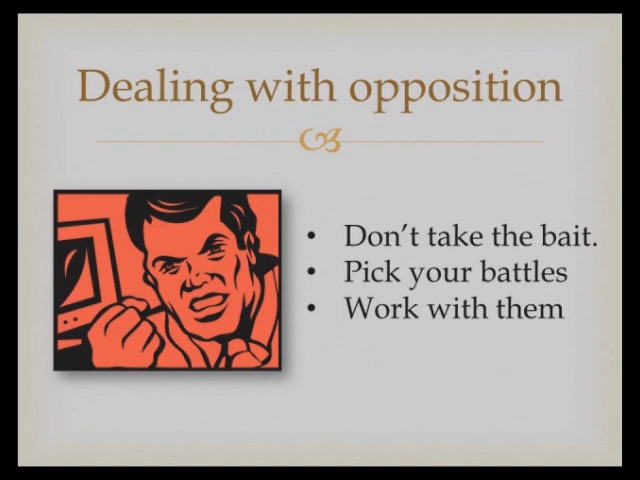 Dealing with opposition
• Don't take the bait.
• Pick your battles
• Work with them